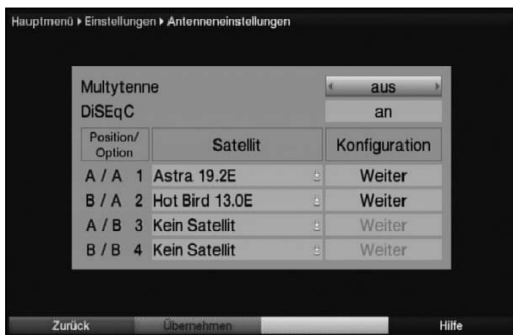 Hauptmenü ▸ Einstellungen ▸ Antenneneinstellungen
Multytenne aus
DiSEqC an
Position/Option Satellit Konfiguration
A / A 1 Astra 19.2E Weiter
B / A 2 Hot Bird 13.0E Weiter
A / B 3 Kein Satellit Weiter
B / B 4 Kein Satellit Weiter
Zurück Übernehmen Hilfe